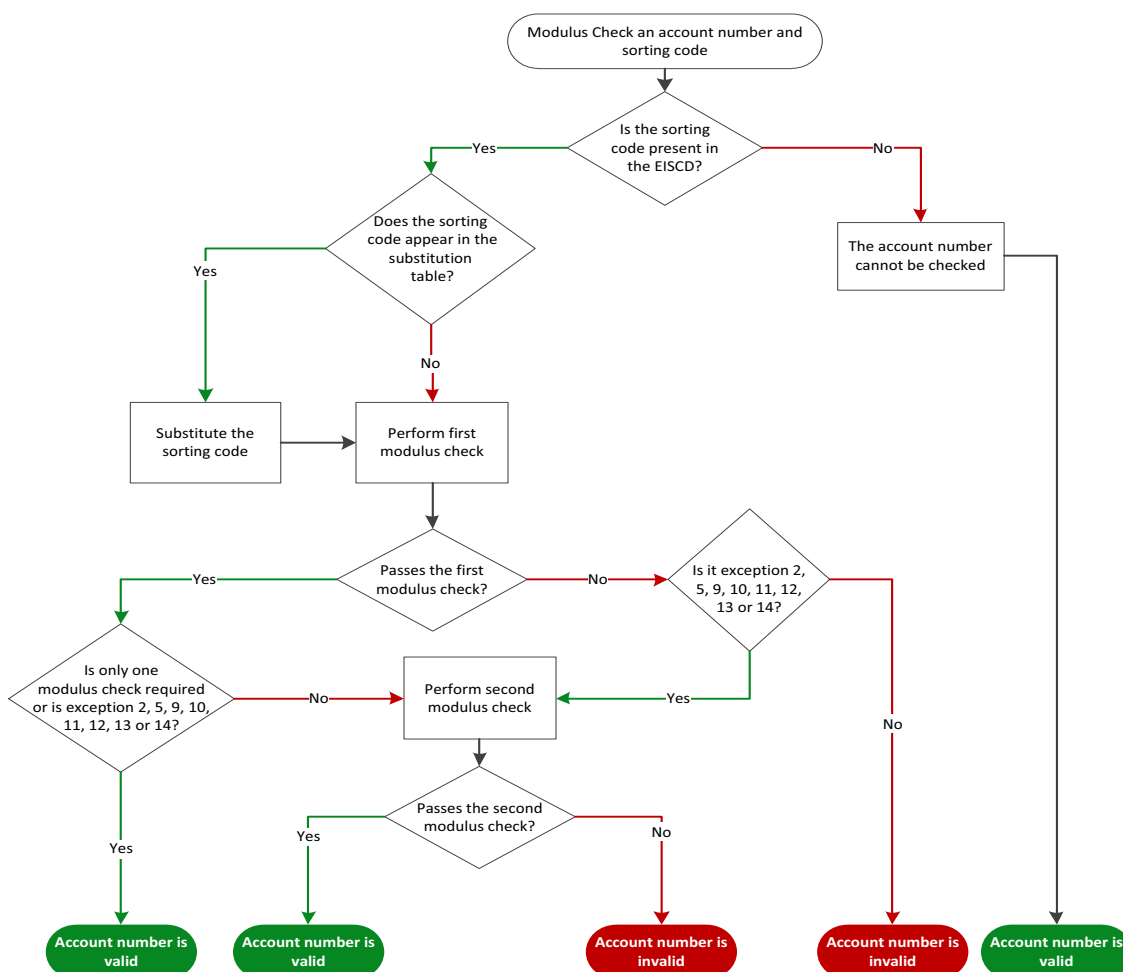 Modulus Check an account number and
sorting code
Is the sorting
code present in
the EISCD?
Yes
No
Does the sorting
code appear in the
substitution
table?
Yes
No
The account number
cannot be checked
Substitute the
sorting code
Perform first
modulus check
Passes the first
modulus check?
Yes
No
Is it exception 2,
5, 9, 10, 11, 12,
13 or 14?
Is only one
modulus check required
or is exception 2, 5, 9, 10,
11, 12, 13 or 14?
No
Perform second
modulus check
Yes
No
Passes the second
modulus check?
Yes
Yes
No
Account number is
valid
Account number is
valid
Account number is
invalid
Account number is
invalid
Account number is
valid